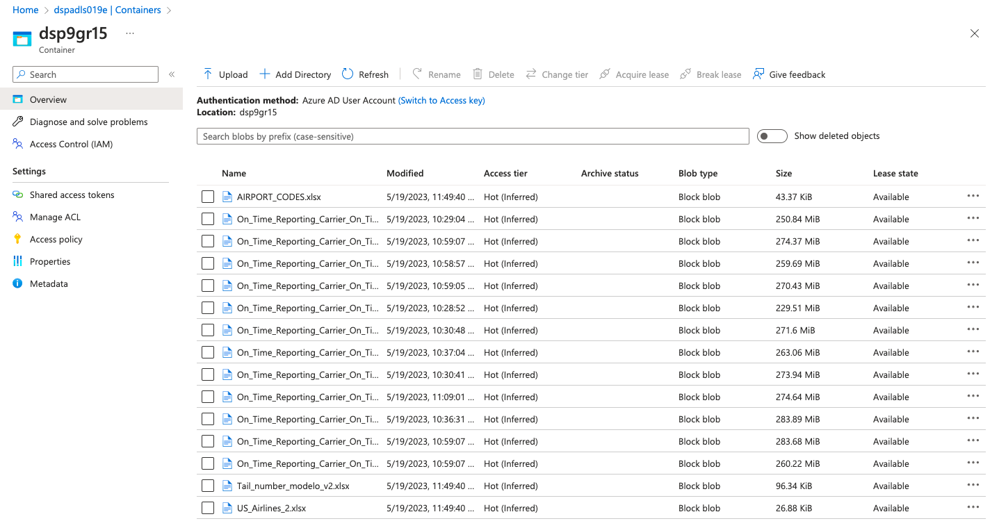 Home > dspadls019e | Containers >
dsp9gr15 ...
Container
Search «
Upload Add Directory Refresh Rename Delete Change tier Acquire lease Break lease Give feedback
Overview
Diagnose and solve problems
Access Control (IAM)
Settings
Shared access tokens
Manage ACL
Access policy
Properties
Metadata
Authentication method: Azure AD User Account (Switch to Access key)
Location: dsp9gr15
Search blobs by prefix (case-sensitive) Show deleted objects
Name Modified Access tier Archive status Blob type Size Lease state
AIRPORT_CODES.xlsx 5/19/2023, 11:49:40 ... Hot (Inferred) Block blob 43.37 KiB Available ...
On_Time_Reporting_Carrier_On_Ti... 5/19/2023, 10:29:04 ... Hot (Inferred) Block blob 250.84 MiB Available ...
On_Time_Reporting_Carrier_On_Ti... 5/19/2023, 10:59:07 ... Hot (Inferred) Block blob 274.37 MiB Available ...
On_Time_Reporting_Carrier_On_Ti... 5/19/2023, 10:58:57 ... Hot (Inferred) Block blob 259.69 MiB Available ...
On_Time_Reporting_Carrier_On_Ti... 5/19/2023, 10:59:05 ... Hot (Inferred) Block blob 270.43 MiB Available ...
On_Time_Reporting_Carrier_On_Ti... 5/19/2023, 10:28:52 ... Hot (Inferred) Block blob 229.51 MiB Available ...
On_Time_Reporting_Carrier_On_Ti... 5/19/2023, 10:30:48 ... Hot (Inferred) Block blob 271.6 MiB Available ...
On_Time_Reporting_Carrier_On_Ti... 5/19/2023, 10:37:04 ... Hot (Inferred) Block blob 263.06 MiB Available ...
On_Time_Reporting_Carrier_On_Ti... 5/19/2023, 10:30:41 ... Hot (Inferred) Block blob 273.94 MiB Available ...
On_Time_Reporting_Carrier_On_Ti... 5/19/2023, 11:09:01 ... Hot (Inferred) Block blob 274.64 MiB Available ...
On_Time_Reporting_Carrier_On_Ti... 5/19/2023, 10:36:31 ... Hot (Inferred) Block blob 283.89 MiB Available ...
On_Time_Reporting_Carrier_On_Ti... 5/19/2023, 10:59:07 ... Hot (Inferred) Block blob 283.68 MiB Available ...
On_Time_Reporting_Carrier_On_Ti... 5/19/2023, 10:59:07 ... Hot (Inferred) Block blob 260.22 MiB Available ...
Tail_number_modelo_v2.xlsx 5/19/2023, 11:49:40 ... Hot (Inferred) Block blob 96.34 KiB Available ...
US_Airlines_2.xlsx 5/19/2023, 11:49:40 ... Hot (Inferred) Block blob 26.88 KiB Available ...